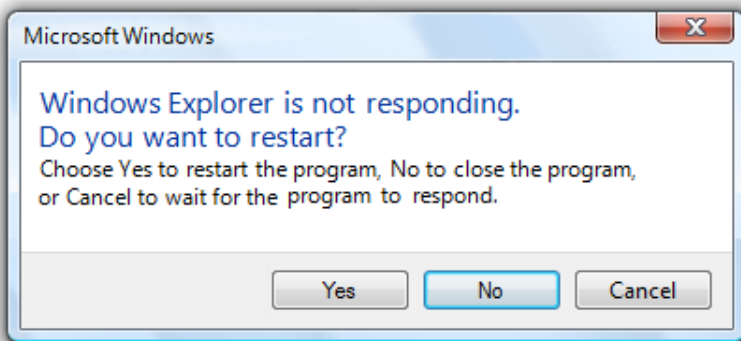 Microsoft Windows
Windows Explorer is not responding.
Do you want to restart?
Choose Yes to restart the program, No to close the program,
or Cancel to wait for the program to respond.
Yes No Cancel